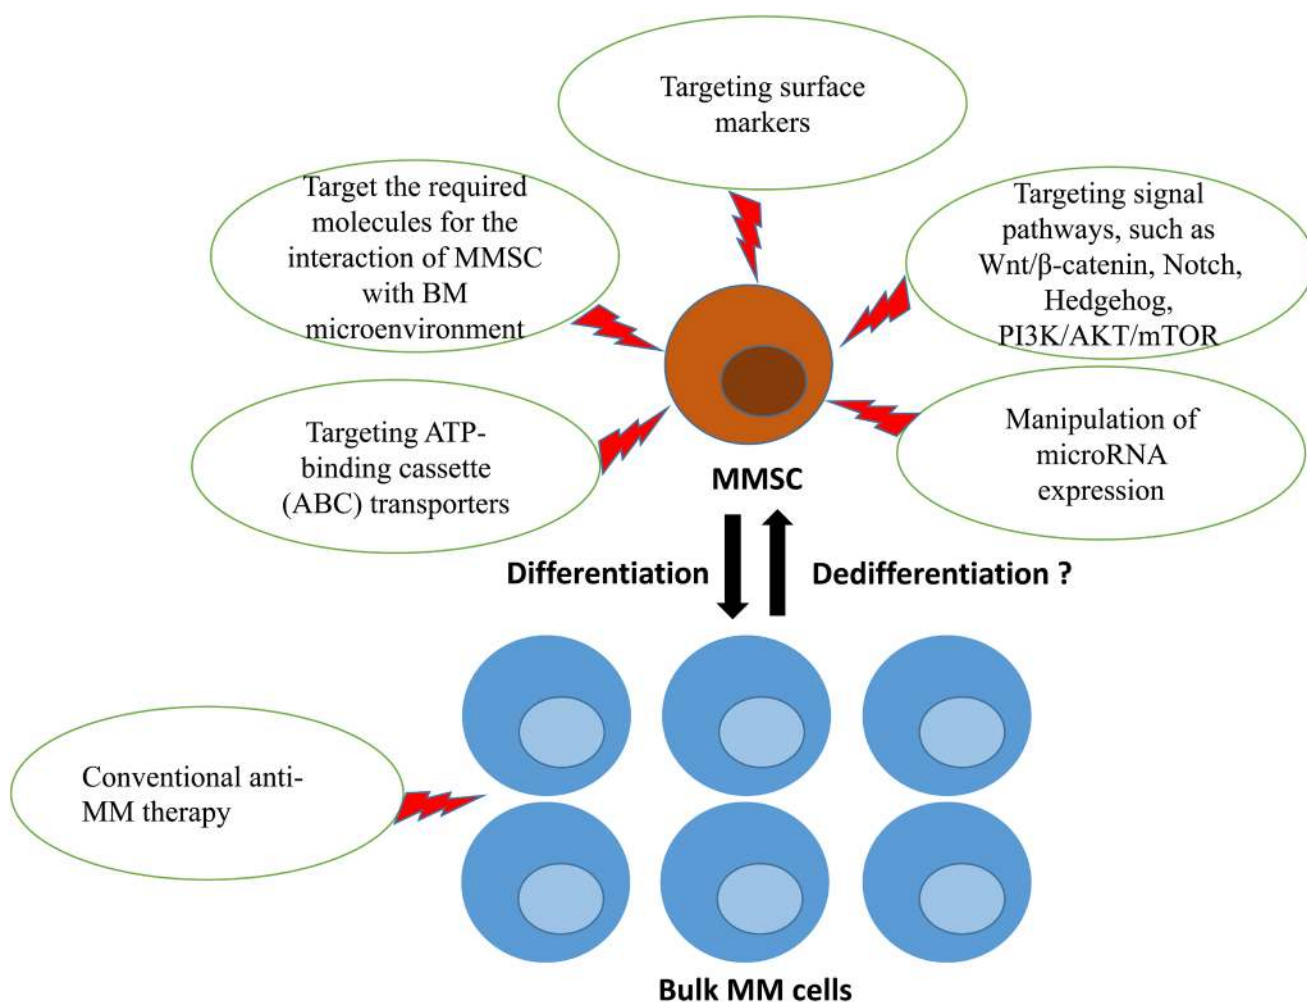 Targeting surface
markers
Target the required
molecules for the
interaction of MMSC
with BM
microenvironment
Targeting signal
pathways, such as
Wnt/β-catenin, Notch,
Hedgehog,
PI3K/AKT/mTOR
Targeting ATP-
binding cassette
(ABC) transporters
Manipulation of
microRNA
expression
MMSC
Differentiation
Dedifferentiation ?
Conventional anti-
MM therapy
Bulk MM cells